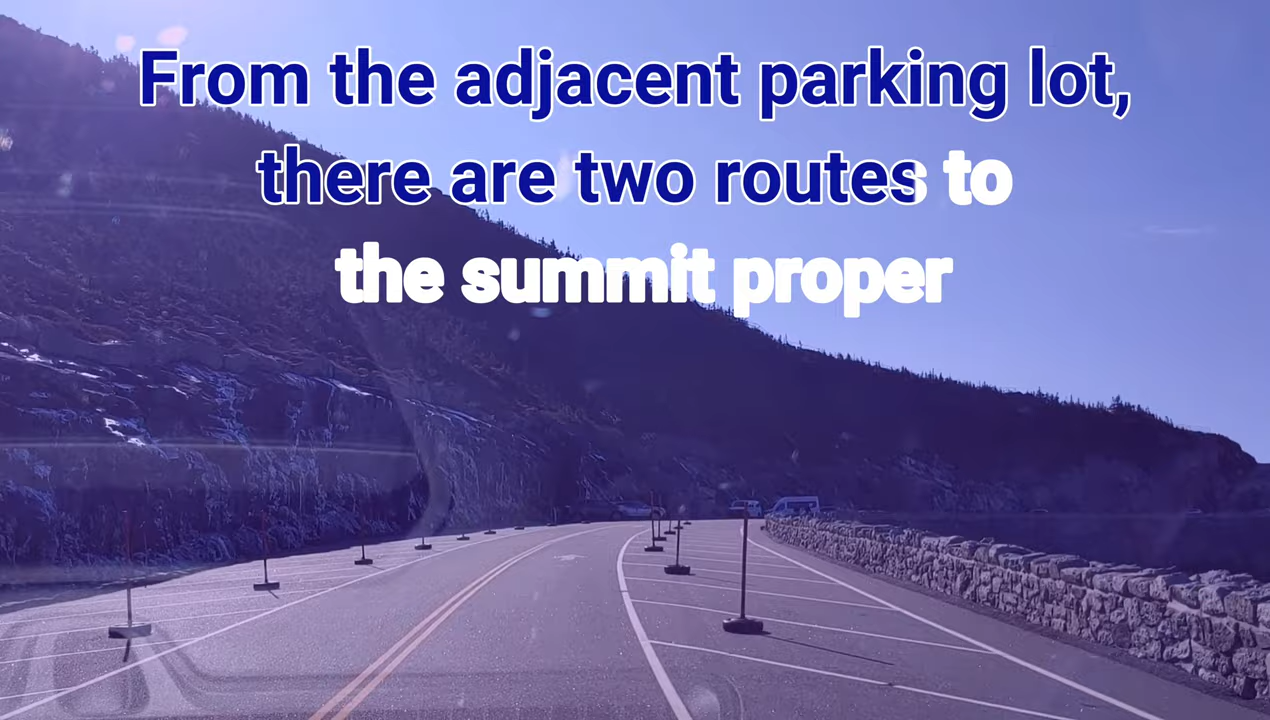 From the adjacent parking lot,
there are two routes to
the summit proper